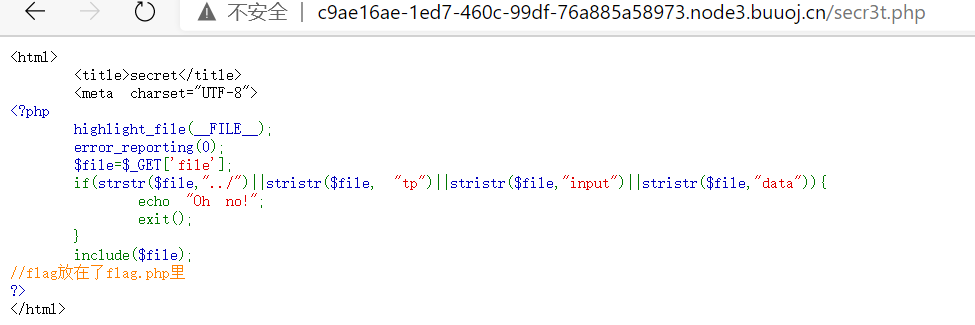 不安全 | c9ae16ae-1ed7-460c-99df-76a885a58973.node3.buuoj.cn/secr3t.php
<html>
<title>secret</title>
<meta charset="UTF-8">
<?php
highlight_file(__FILE__);
error_reporting(0);
$file=$_GET['file'];
if(strstr($file,"../")||stristr($file, "tp")||stristr($file,"input")||stristr($file,"data")){
echo "Oh no!";
exit();
}
include($file);
//flag放在了flag.php里
?>
</html>